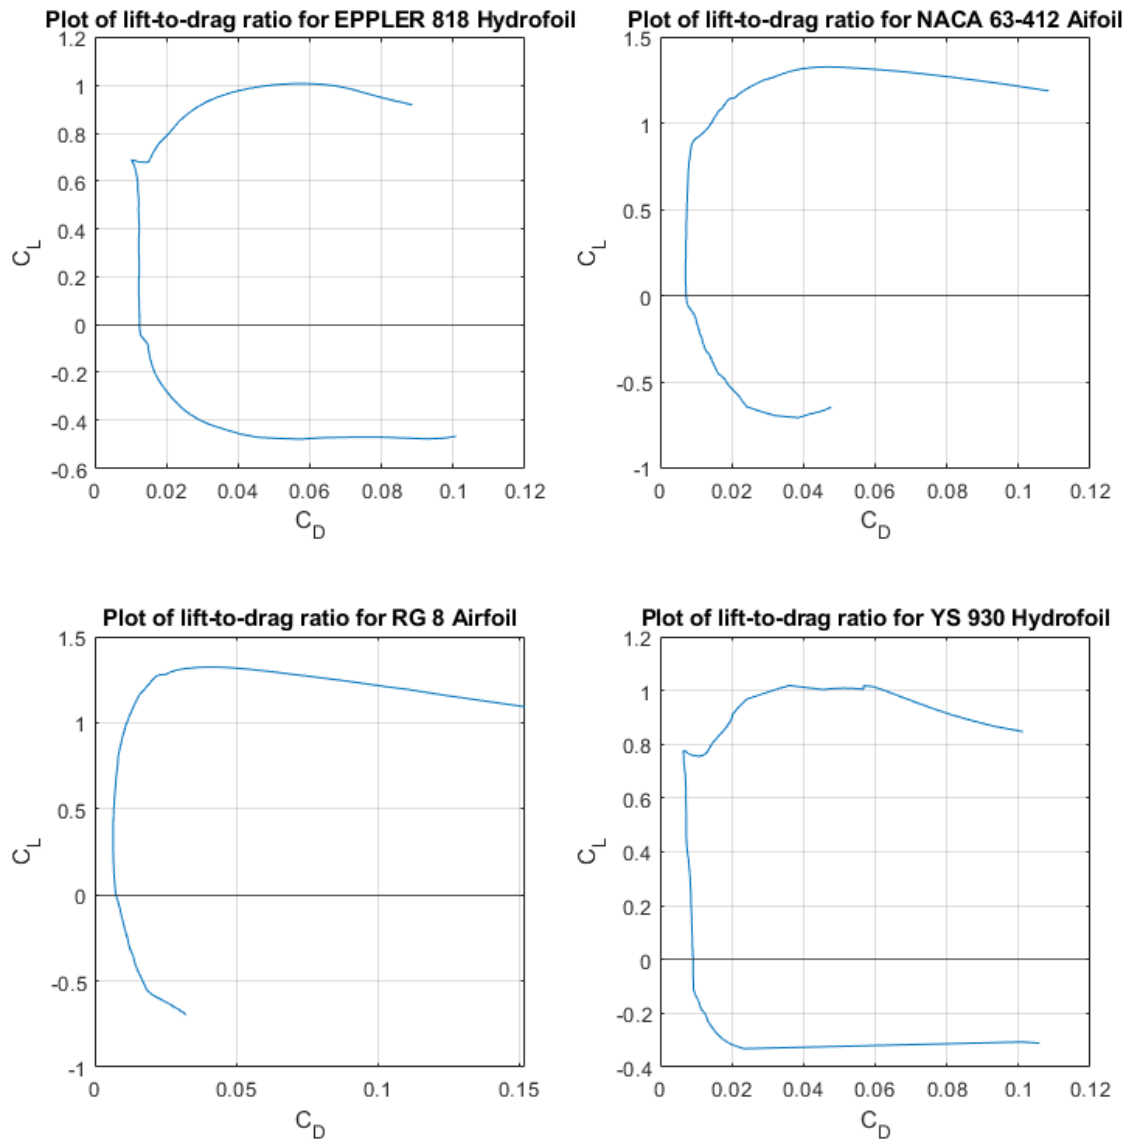 Plot of lift-to-drag ratio for EPPLER 818 Hydrofoil
1.2
1
0.8
0.6
0.4
0.2
0
-0.2
-0.4
-0.6
C_L
0 0.02 0.04 0.06 0.08 0.1 0.12
C_D
Plot of lift-to-drag ratio for NACA 63-412 Aifoil
1.5
1
0.5
0
-0.5
-1
C_L
0 0.02 0.04 0.06 0.08 0.1 0.12
C_D
Plot of lift-to-drag ratio for RG 8 Airfoil
1.5
1
0.5
0
-0.5
-1
C_L
0 0.05 0.1 0.15
C_D
Plot of lift-to-drag ratio for YS 930 Hydrofoil
1.2
1
0.8
0.6
0.4
0.2
0
-0.2
-0.4
C_L
0 0.02 0.04 0.06 0.08 0.1 0.12
C_D